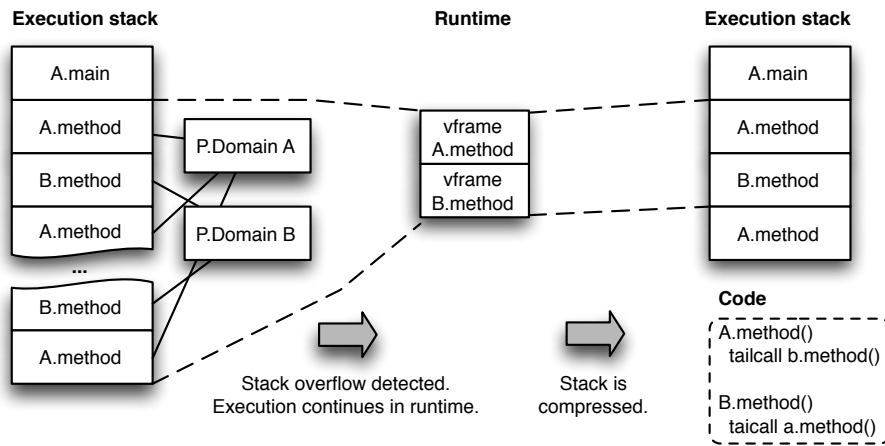 Execution stack
A.main
A.method
B.method
A.method
...
B.method
A.method
P.Domain A
P.Domain B
Stack overflow detected.
Execution continues in runtime.
Runtime
vframe
A.method
vframe
B.method
Stack is
compressed.
Execution stack
A.main
A.method
B.method
A.method
Code
A.method()
tailcall b.method()
B.method()
taicall a.method()